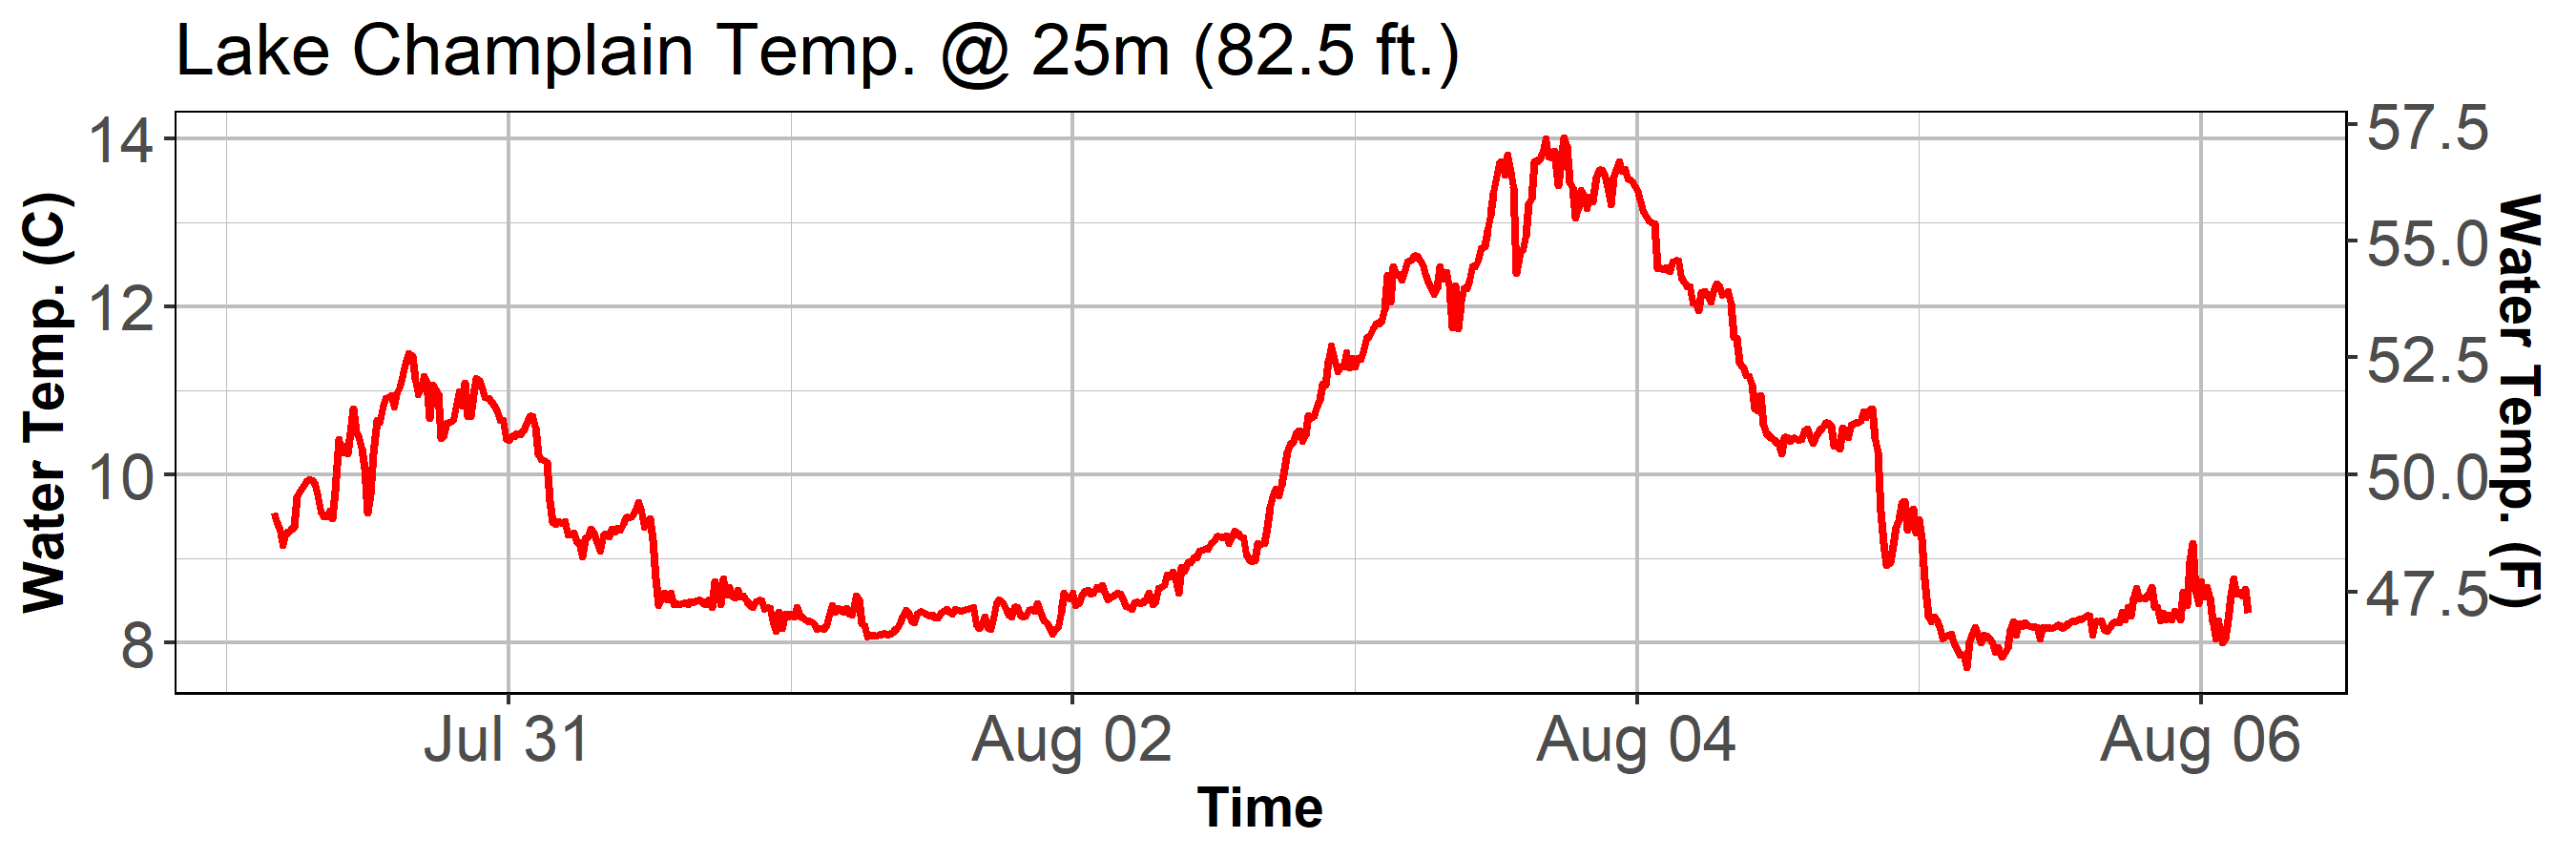 Lake Champlain Temp. @ 25m (82.5 ft.)
Water Temp. (C)
14
12
10
8
57.5
55.0
52.5
50.0
47.5
Water Temp. (F)
Jul 31 Aug 02 Aug 04 Aug 06
Time